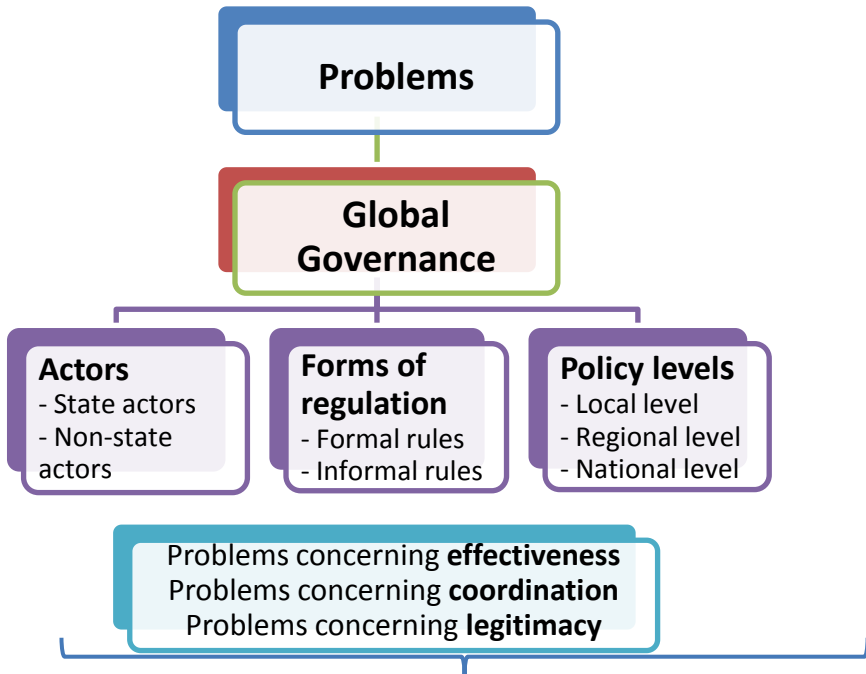 Problems
Global
Governance
Actors
- State actors
- Non-state
actors
Forms of
regulation
- Formal rules
- Informal rules
Policy levels
- Local level
- Regional level
- National level
Problems concerning effectiveness
Problems concerning coordination
Problems concerning legitimacy